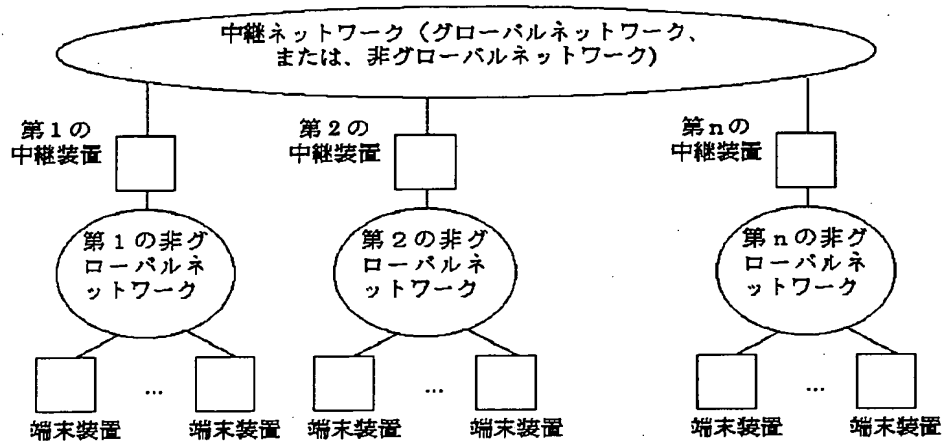 中継ネットワーク（グローバルネットワーク、
または、非グローバルネットワーク）
第１の
中継装置
第２の
中継装置
第ｎの
中継装置
第１の非グ
ローバルネ
ットワーク
第２の非グ
ローバルネ
ットワーク
第ｎの非グ
ローバルネ
ットワーク
... ... ...
端末装置 端末装置 端末装置 端末装置 端末装置 端末装置